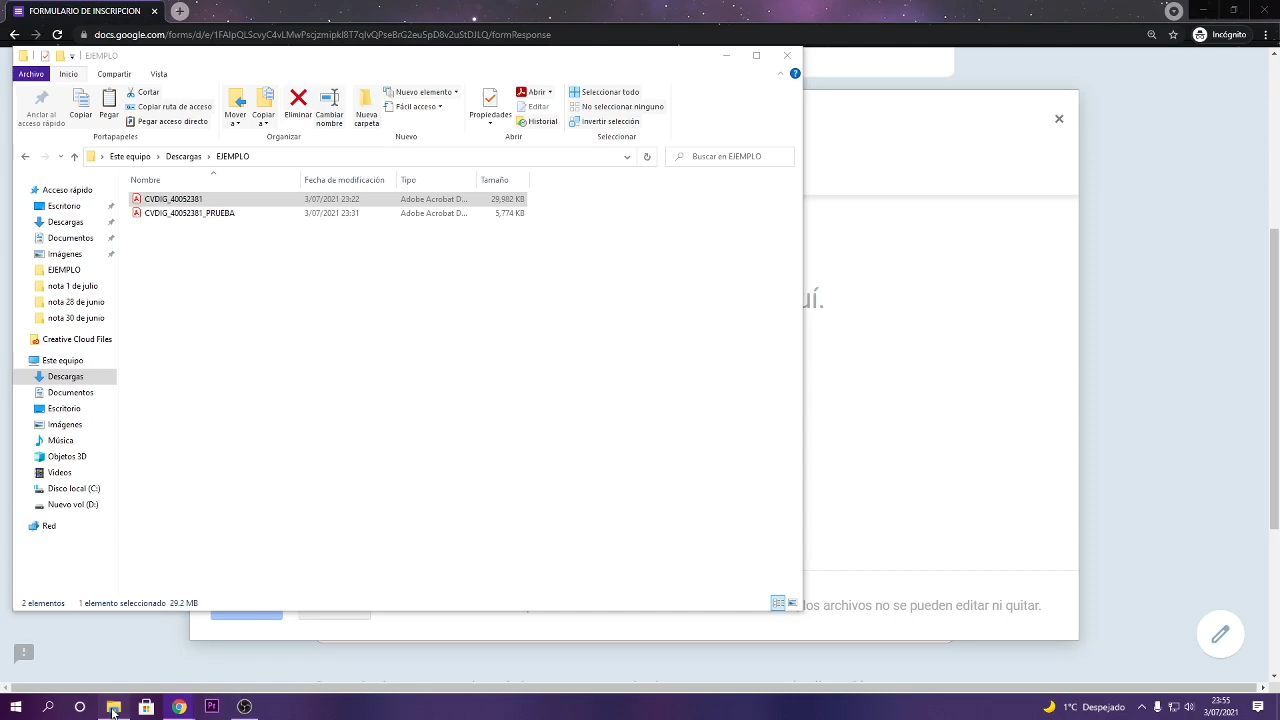 FORMULARIO DE INSCRIPCION
docs.google.com/forms/d/e/1FAIpQLScvyC4vLMwPscjzmipkI8T7qIvQPseBrG2euSpD8v2uStDJLQ/formResponse
Incógnito
EJEMPLO
Archivo Inicio Compartir Vista
Anclar al acceso rápido
Copiar
Pegar
Cortar
Copiar ruta de acceso
Pegar acceso directo
Portapapeles
Mover a
Copiar a
Eliminar
Cambiar nombre
Organizar
Nueva carpeta
Nuevo elemento
Fácil acceso
Nuevo
Propiedades
Abrir
Editar
Historial
Abrir
Seleccionar todo
No seleccionar ninguno
Invertir selección
Seleccionar
Este equipo > Descargas > EJEMPLO
Buscar en EJEMPLO
Nombre Fecha de modificación Tipo Tamaño
CVDIG_40052381 3/07/2021 23:22 Adobe Acrobat D... 29,982 KB
CVDIG_40052381_PRUEBA 3/07/2021 23:31 Adobe Acrobat D... 5,774 KB
Acceso rápido
Escritorio
Descargas
Documentos
Imágenes
EJEMPLO
nota 1 de julio
nota 28 de junio
nota 30 de junio
Creative Cloud Files
Este equipo
Descargas
Documentos
Escritorio
Imágenes
Música
Objetos 3D
Videos
Disco local (C:)
Nuevo vol (D:)
Red
2 elementos 1 elemento seleccionado 29.2 MB
uí.
los archivos no se pueden editar ni quitar.
Pr
1°C Despejado
23:55
3/07/2021